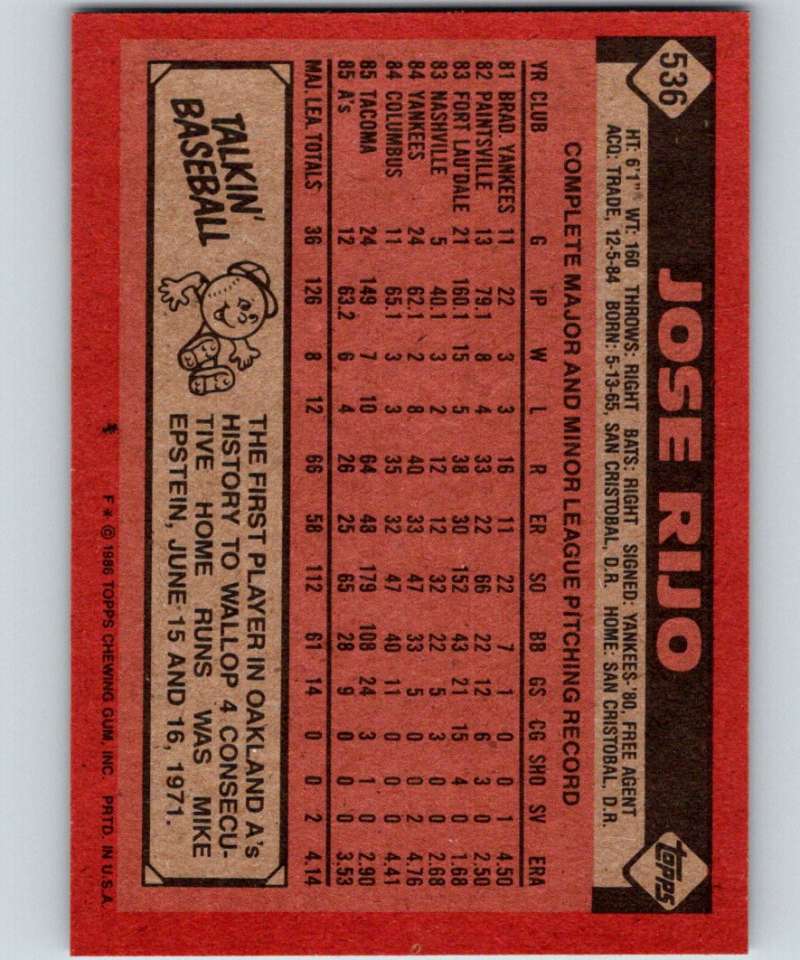 536
JOSE RIJO
topps
HT: 6'1" WT: 160 THROWS: RIGHT BATS: RIGHT SIGNED: YANKEES-'80, FREE AGENT
ACQ: TRADE, 12-5-84 BORN: 5-13-65, SAN CRISTOBAL, D.R. HOME: SAN CRISTOBAL, D.R.
COMPLETE MAJOR AND MINOR LEAGUE PITCHING RECORD
YR CLUB G IP W L R ER SO BB GS CG SHO SV ERA
81 BRAD. YANKEES 11 22 3 3 16 11 22 7 1 0 0 1 4.50
82 PAINTSVILLE 13 79.1 8 4 33 22 66 22 12 6 3 0 2.50
83 FORT LAU'DALE 21 160.1 15 5 38 30 152 43 21 15 4 0 1.68
83 NASHVILLE 5 40.1 3 2 12 12 32 22 5 3 0 0 2.68
84 YANKEES 24 62.1 2 8 40 33 47 33 5 0 0 2 4.76
84 COLUMBUS 11 65.1 3 3 35 32 47 40 11 0 0 0 4.41
85 TACOMA 24 149 7 10 64 48 179 108 24 3 1 0 2.90
85 A's 12 63.2 6 4 26 25 65 28 9 0 0 0 3.53
MAJ. LEA. TOTALS 36 126 8 12 66 58 112 61 14 0 0 2 4.14
TALKIN'
BASEBALL
THE FIRST PLAYER IN OAKLAND A's
HISTORY TO WALLOP 4 CONSECU-
TIVE HOME RUNS WAS MIKE
EPSTEIN, JUNE 15 AND 16, 1971.
F * © 1986 TOPPS CHEWING GUM, INC. PRTD. IN U.S.A.